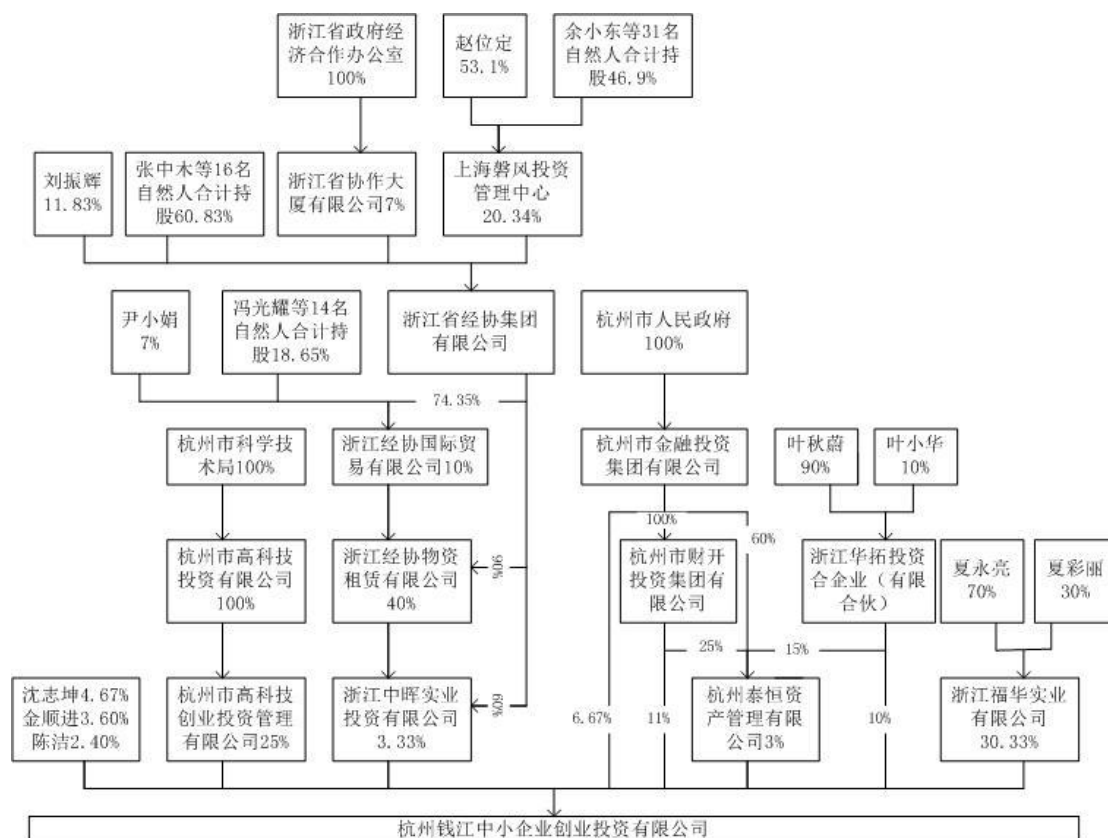 浙江省政府经
济合作办公室
100%
赵位定
53.1%
余小东等31名
自然人合计持
股46.9%
刘振辉
11.83%
张中木等16名
自然人合计持
股60.83%
浙江省协作大
厦有限公司7%
上海磐风投资
管理中心
20.34%
尹小娟
7%
冯光耀等14名
自然人合计持
股18.65%
浙江省经协集团
有限公司
杭州市人民政府
100%
74.35%
杭州市科学技
术局100%
浙江经协国际贸
易有限公司10%
杭州市金融投资
集团有限公司
叶秋蔚
90%
叶小华
10%
100%
60%
杭州市高科技
投资有限公司
100%
浙江经协物资
租赁有限公司
40%
90%
杭州市财开
投资集团有
限公司
浙江华拓投资
合企业（有限
合伙）
夏永亮
70%
夏彩丽
30%
25%
15%
沈志坤4.67%
金顺进3.60%
陈洁2.40%
杭州市高科技
创业投资管理
有限公司25%
浙江中晖实业
投资有限公司
3.33%
60%
6.67%
11%
杭州泰恒资
产管理有限
公司3%
10%
浙江福华实业
有限公司
30.33%
杭州钱江中小企业创业投资有限公司